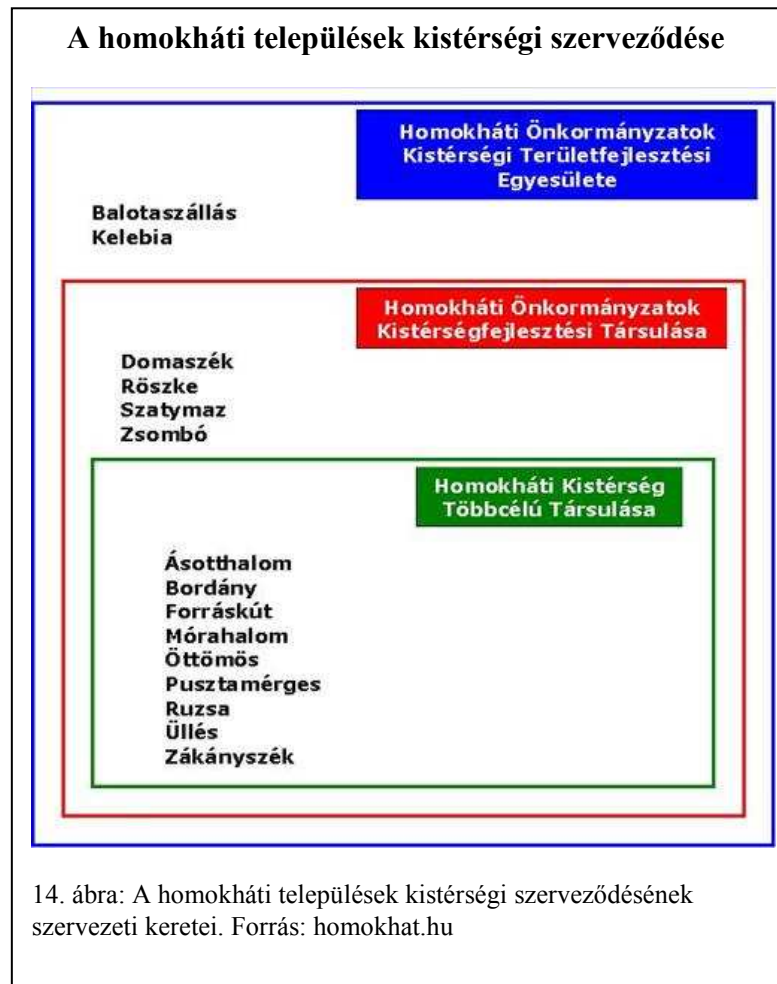 A homokháti települések kistérségi szerveződése
Homokháti Önkormányzatok
Kistérségi Területfejlesztési
Egyesülete
Balotaszállás
Kelebia
Homokháti Önkormányzatok
Kistérségfejlesztési Társulása
Domaszék
Röszke
Szatymaz
Zsombó
Homokháti Kistérség
Többcélú Társulása
Ásotthalom
Bordány
Forráskút
Mórahalom
Öttömös
Pusztamérges
Ruzsa
Üllés
Zákányszék
14. ábra: A homokháti települések kistérségi szerveződésének
szervezeti keretei. Forrás: homokhat.hu